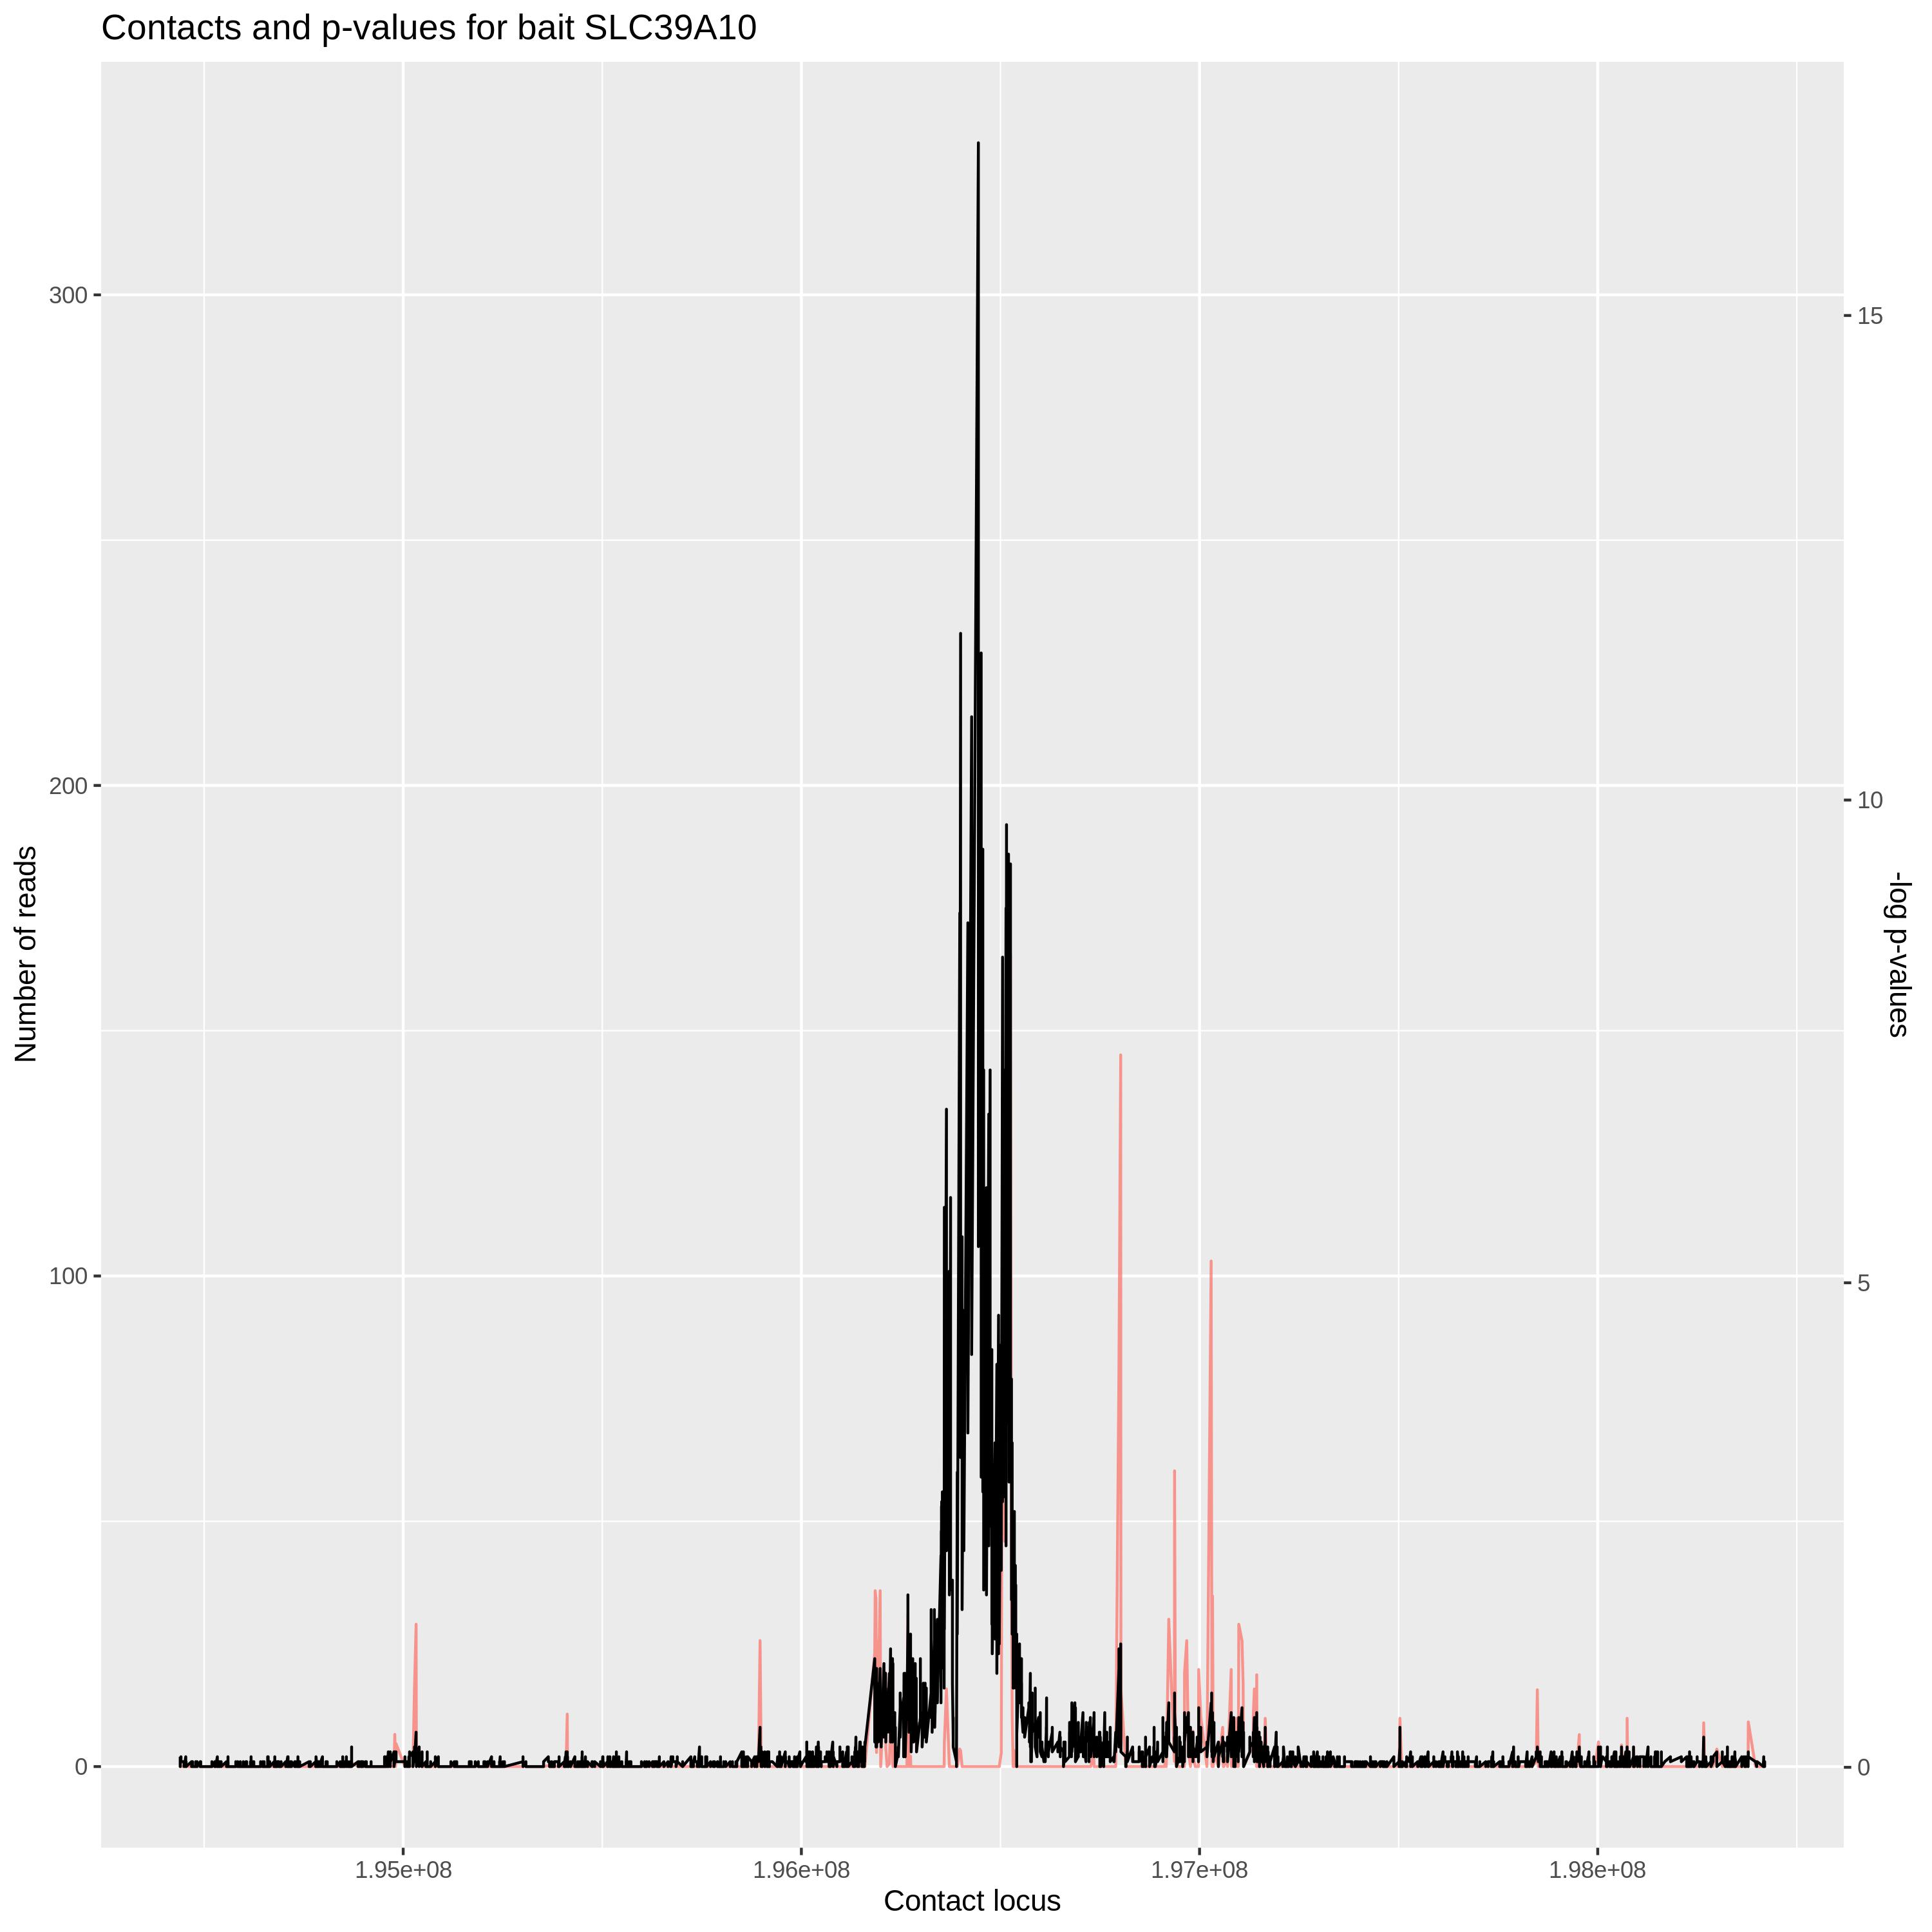 Contacts and p-values for bait SLC39A10
300
200
100
0
Number of reads
15
10
5
0
-log p-values
1.95e+08 1.96e+08 1.97e+08 1.98e+08
Contact locus